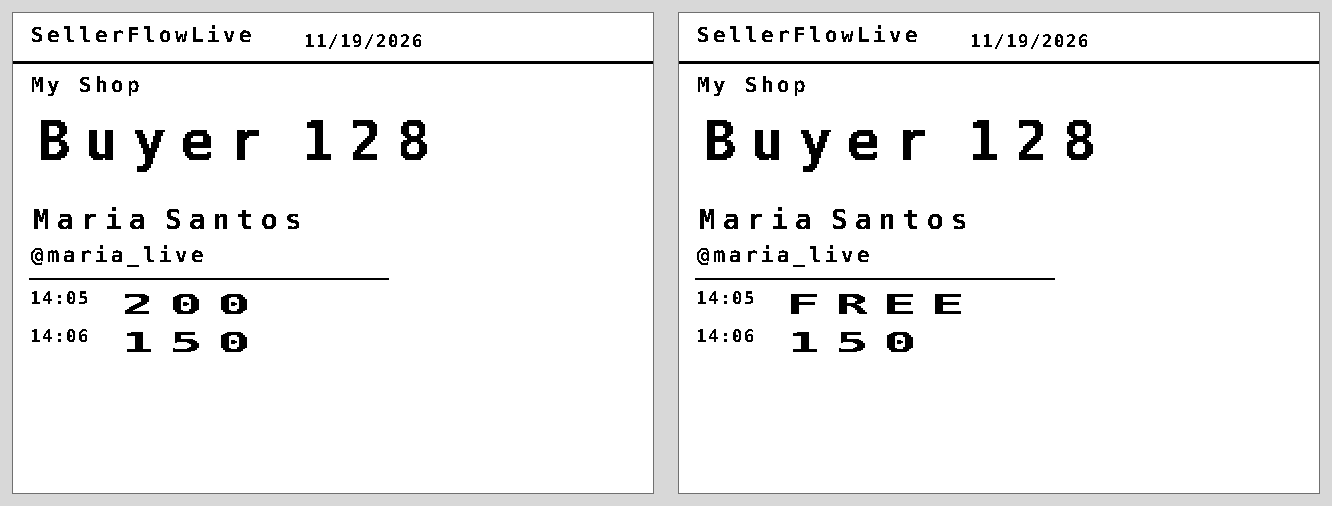 SellerFlowLive 11/19/2026
My Shop
Buyer 128
Maria Santos
@maria_live
14:05 200
14:06 150
SellerFlowLive 11/19/2026
My Shop
Buyer 128
Maria Santos
@maria_live
14:05 FREE
14:06 150